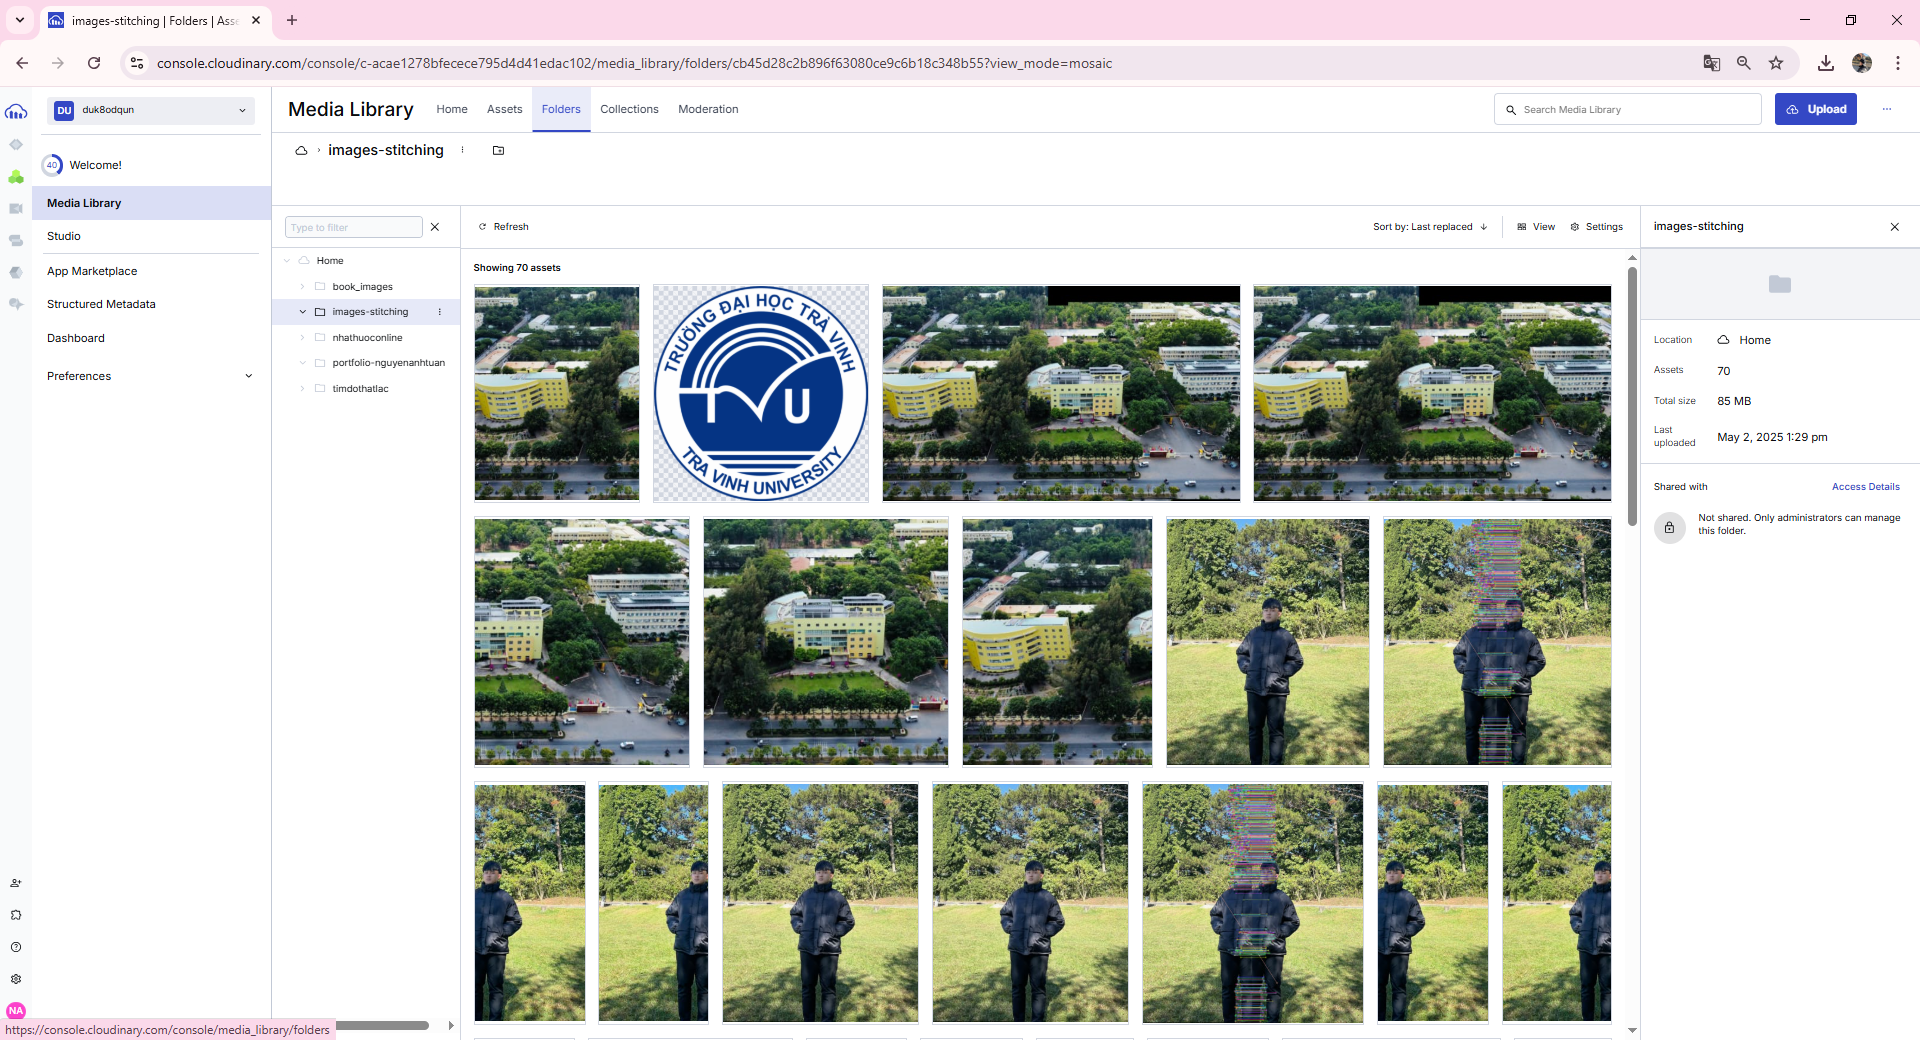 images-stitching | Folders | Asse
console.cloudinary.com/console/c-acae1278bfecece795d4d41edac102/media_library/folders/cb45d28c2b896f63080ce9c6b18c348b55?view_mode=mosaic
DU duk8odqun
Media Library Home Assets Folders Collections Moderation
Search Media Library
Upload
images-stitching
40 Welcome!
Media Library
Studio
App Marketplace
Structured Metadata
Dashboard
Preferences
Type to filter
Home
book_images
images-stitching
nhathuoconline
portfolio-nguyenanhtuan
timdothatlac
Refresh
Sort by: Last replaced
View
Settings
Showing 70 assets
TRƯỜNG ĐẠI HỌC TRÀ VINH
TVU
TRA VINH UNIVERSITY
images-stitching
Location Home
Assets 70
Total size 85 MB
Last uploaded May 2, 2025 1:29 pm
Shared with Access Details
Not shared. Only administrators can manage
this folder.
NA
https://console.cloudinary.com/console/media_library/folders